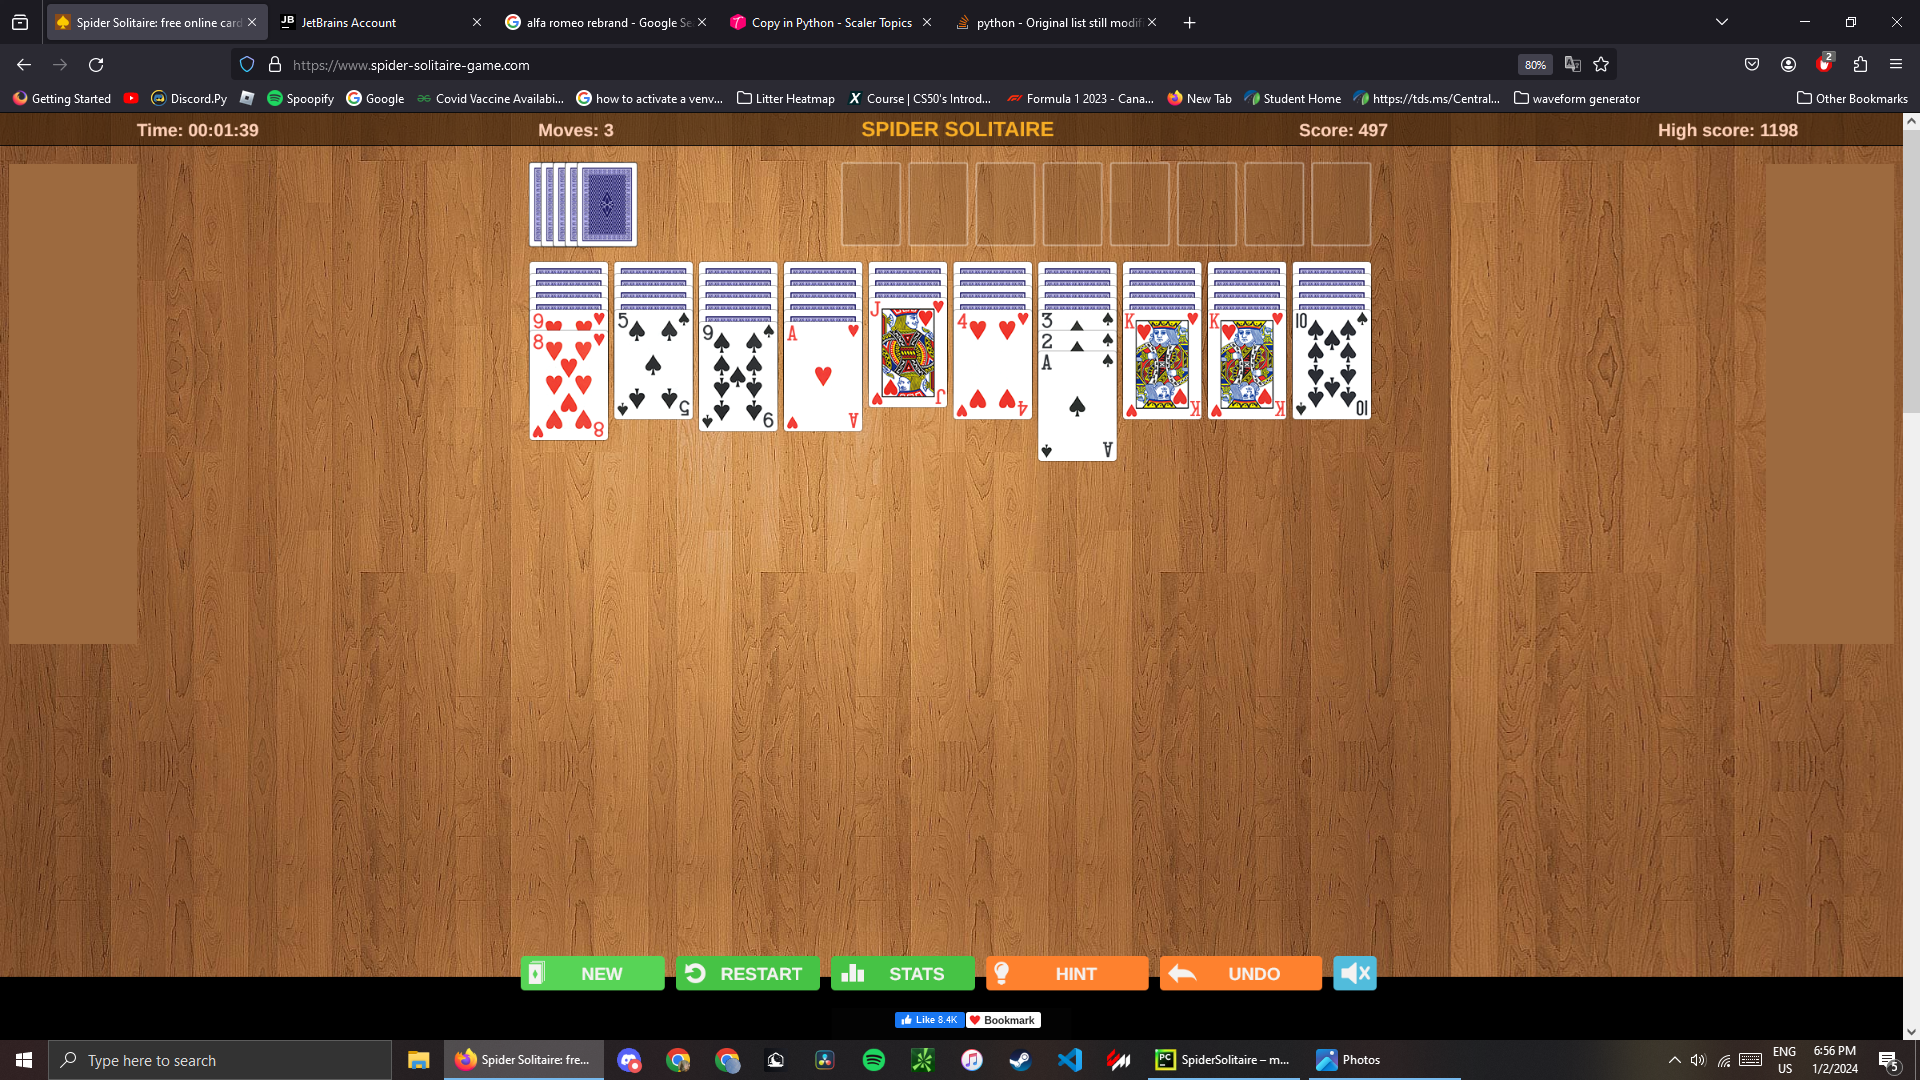 Spider Solitaire: free online card
JetBrains Account
alfa romeo rebrand - Google Se
Copy in Python - Scaler Topics
python - Original list still modif
https://www.spider-solitaire-game.com
80%
2
Getting Started
Discord.Py
Spoopify
Google
Covid Vaccine Availabi...
how to activate a venv...
Litter Heatmap
Course | CS50's Introd...
Formula 1 2023 - Cana...
New Tab
Student Home
https://tds.ms/Central...
waveform generator
Other Bookmarks
Time: 00:01:39
Moves: 3
SPIDER SOLITAIRE
Score: 497
High score: 1198
9
8
8
5
5
9
9
A
A
J
J
4
4
3
2
A
A
K
K
K
K
10
10
NEW
RESTART
STATS
HINT
UNDO
Like 8.4K
Bookmark
Type here to search
Spider Solitaire: fre...
SpiderSolitaire – m...
Photos
ENG
US
6:56 PM
1/2/2024
5